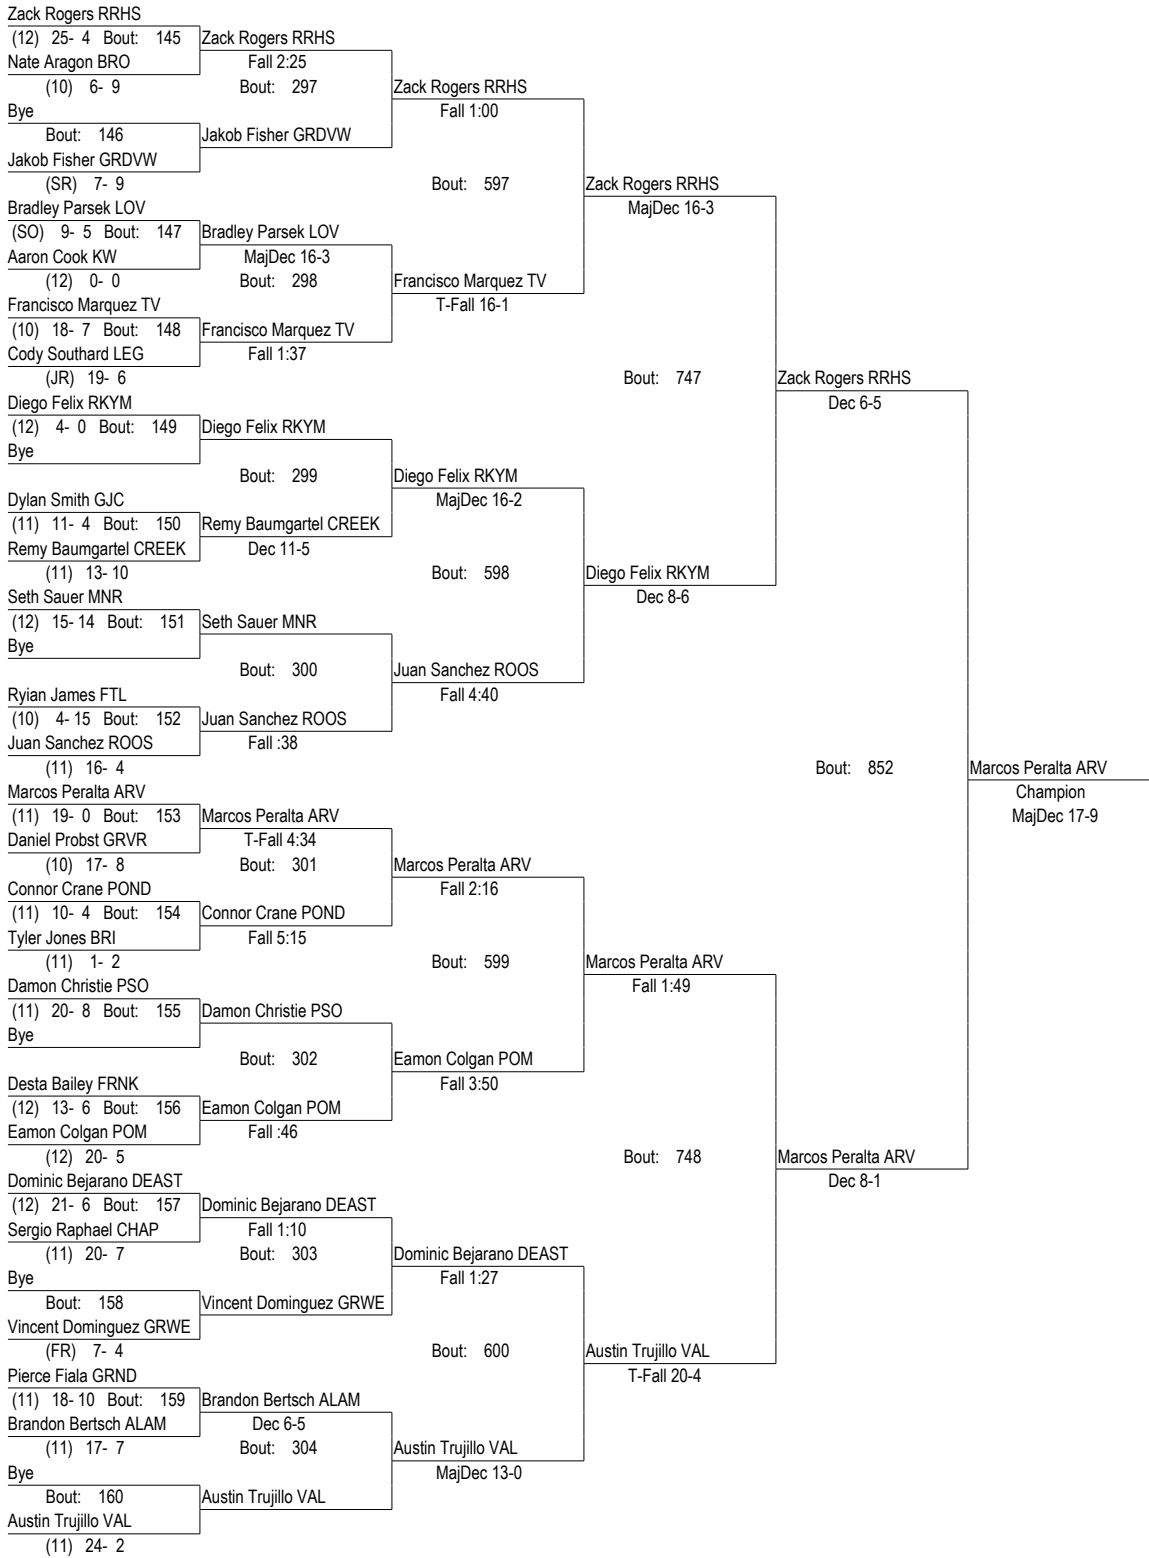 Zack Rogers RRHS
(12) 25- 4 Bout: 145 Zack Rogers RRHS
Nate Aragon BRO Fall 2:25
(10) 6- 9 Bout: 297 Zack Rogers RRHS
Bye Fall 1:00
Bout: 146 Jakob Fisher GRDVW
Jakob Fisher GRDVW
(SR) 7- 9 Bout: 597 Zack Rogers RRHS
Bradley Parsek LOV MajDec 16-3
(SO) 9- 5 Bout: 147 Bradley Parsek LOV
Aaron Cook KW MajDec 16-3
(12) 0- 0 Bout: 298 Francisco Marquez TV
Francisco Marquez TV T-Fall 16-1
(10) 18- 7 Bout: 148 Francisco Marquez TV
Cody Southard LEG Fall 1:37
(JR) 19- 6 Bout: 747 Zack Rogers RRHS
Diego Felix RKYM Dec 6-5
(12) 4- 0 Bout: 149 Diego Felix RKYM
Bye
Bout: 299 Diego Felix RKYM
Dylan Smith GJC MajDec 16-2
(11) 11- 4 Bout: 150 Remy Baumgartel CREEK
Remy Baumgartel CREEK Dec 11-5
(11) 13- 10 Bout: 598 Diego Felix RKYM
Seth Sauer MNR Dec 8-6
(12) 15- 14 Bout: 151 Seth Sauer MNR
Bye
Bout: 300 Juan Sanchez ROOS
Ryian James FTL Fall 4:40
(10) 4- 15 Bout: 152 Juan Sanchez ROOS
Juan Sanchez ROOS Fall :38
(11) 16- 4 Bout: 852 Marcos Peralta ARV
Marcos Peralta ARV Champion
(11) 19- 0 Bout: 153 Marcos Peralta ARV MajDec 17-9
Daniel Probst GRVR T-Fall 4:34
(10) 17- 8 Bout: 301 Marcos Peralta ARV
Connor Crane POND Fall 2:16
(11) 10- 4 Bout: 154 Connor Crane POND
Tyler Jones BRI Fall 5:15
(11) 1- 2 Bout: 599 Marcos Peralta ARV
Damon Christie PSO Fall 1:49
(11) 20- 8 Bout: 155 Damon Christie PSO
Bye
Bout: 302 Eamon Colgan POM
Desta Bailey FRNK Fall 3:50
(12) 13- 6 Bout: 156 Eamon Colgan POM
Eamon Colgan POM Fall :46
(12) 20- 5 Bout: 748 Marcos Peralta ARV
Dominic Bejarano DEAST Dec 8-1
(12) 21- 6 Bout: 157 Dominic Bejarano DEAST
Sergio Raphael CHAP Fall 1:10
(11) 20- 7 Bout: 303 Dominic Bejarano DEAST
Bye Fall 1:27
Bout: 158 Vincent Dominguez GRWE
Vincent Dominguez GRWE
(FR) 7- 4 Bout: 600 Austin Trujillo VAL
Pierce Fiala GRND T-Fall 20-4
(11) 18- 10 Bout: 159 Brandon Bertsch ALAM
Brandon Bertsch ALAM Dec 6-5
(11) 17- 7 Bout: 304 Austin Trujillo VAL
Bye MajDec 13-0
Bout: 160 Austin Trujillo VAL
Austin Trujillo VAL
(11) 24- 2